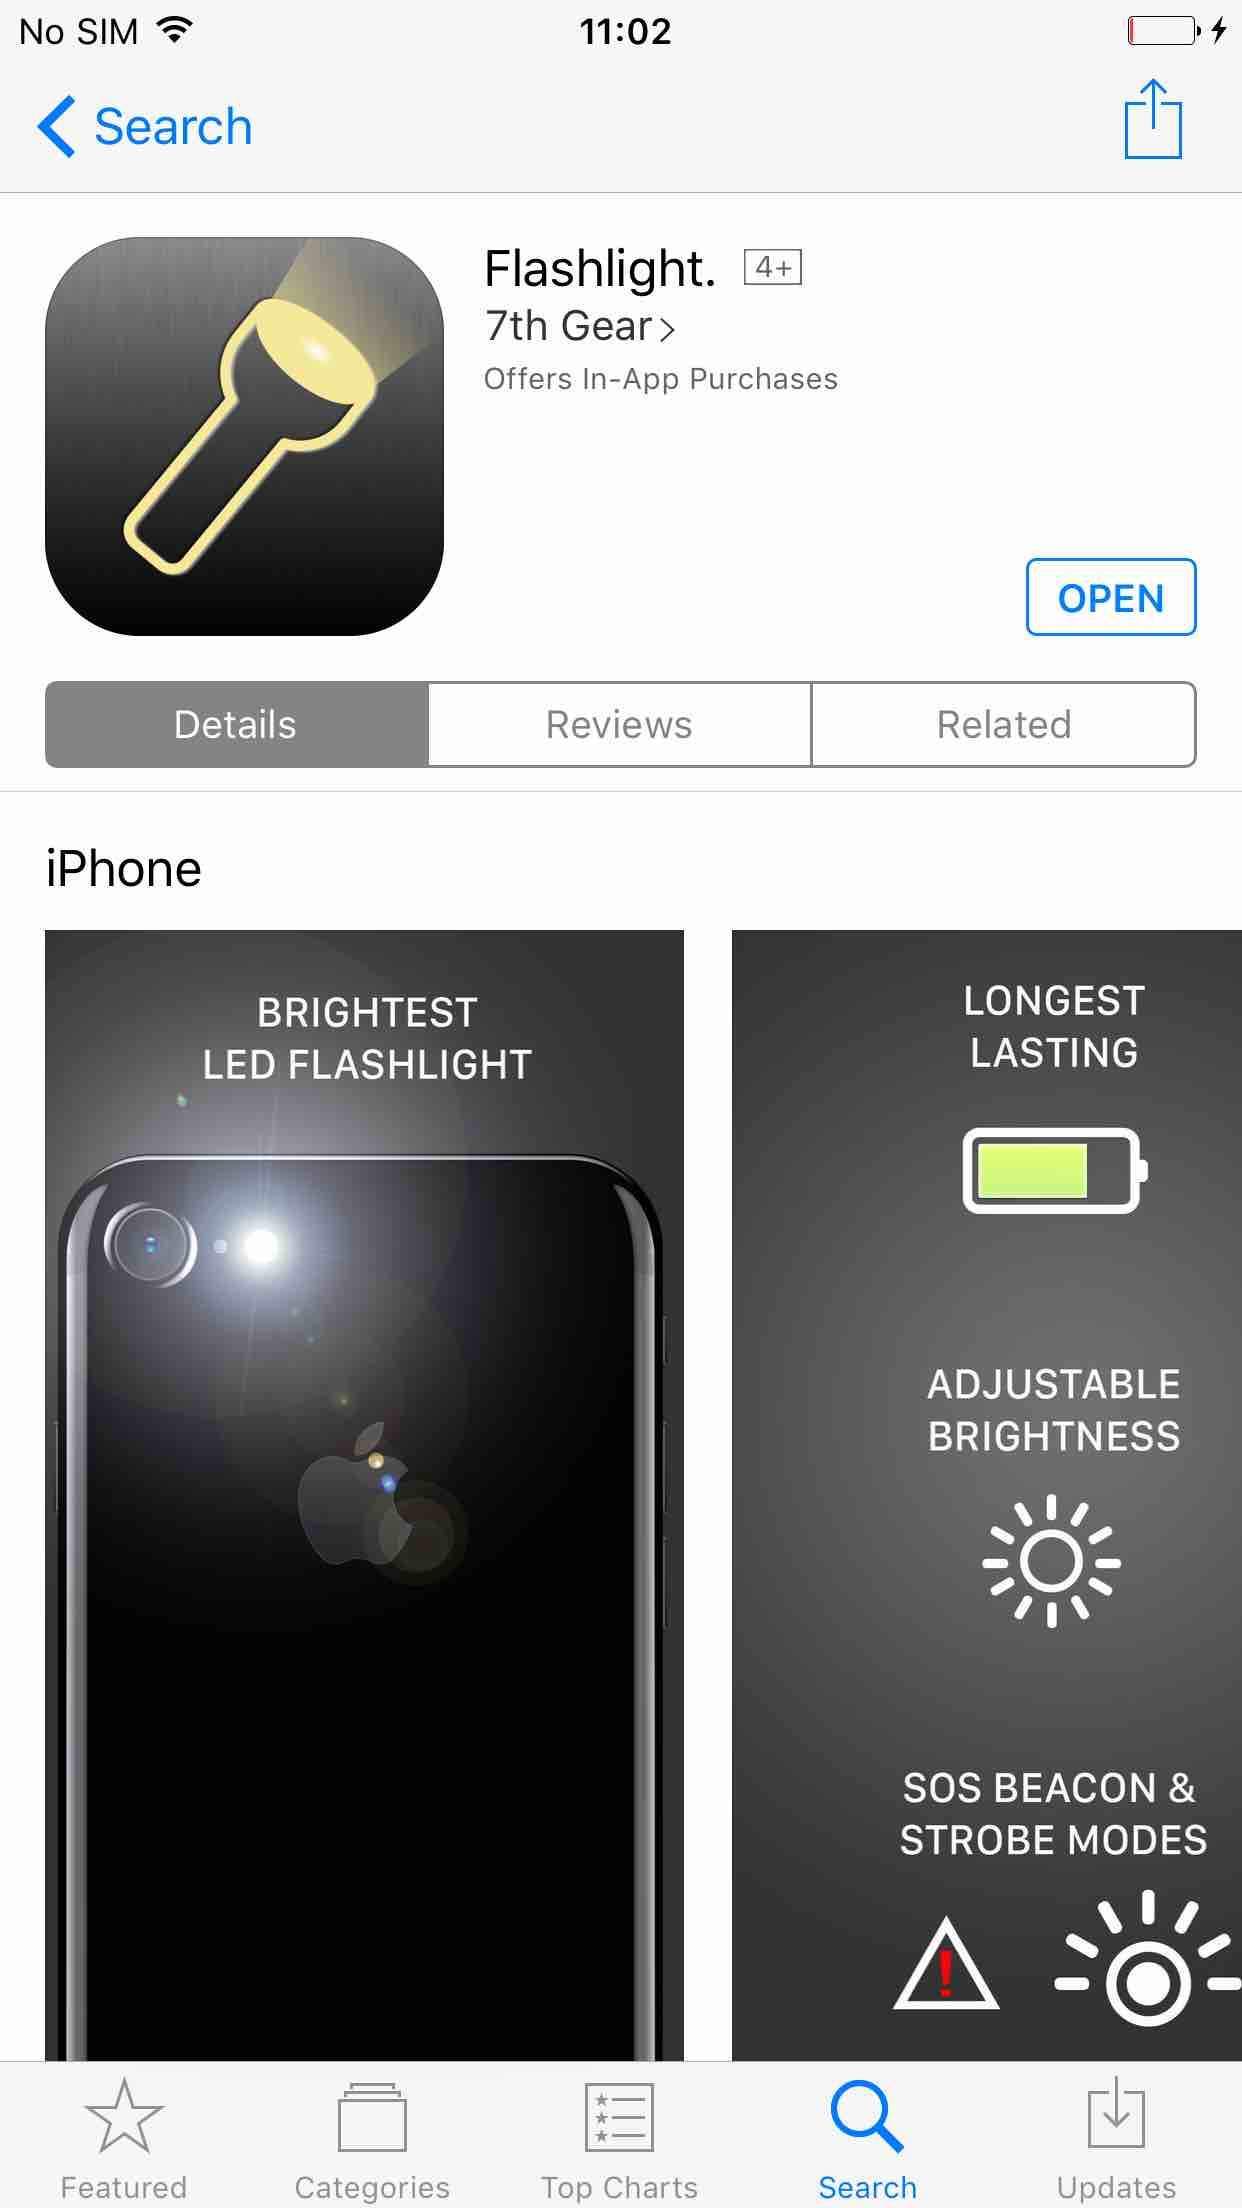 No SIM
11:02
Search
Flashlight. 4+
7th Gear
Offers In-App Purchases
OPEN
Details
Reviews
Related
iPhone
BRIGHTEST
LED FLASHLIGHT
LONGEST
LASTING
ADJUSTABLE
BRIGHTNESS
SOS BEACON &
STROBE MODES
!
Featured
Categories
Top Charts
Search
Updates